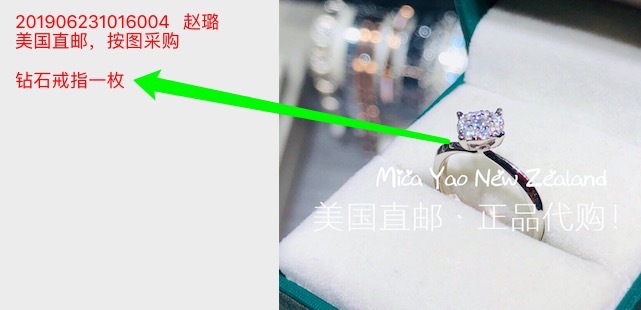 201906231016004 赵璐
美国直邮，按图采购
钻石戒指一枚
Mica Yao New Zealand
美国直邮·正品代购！